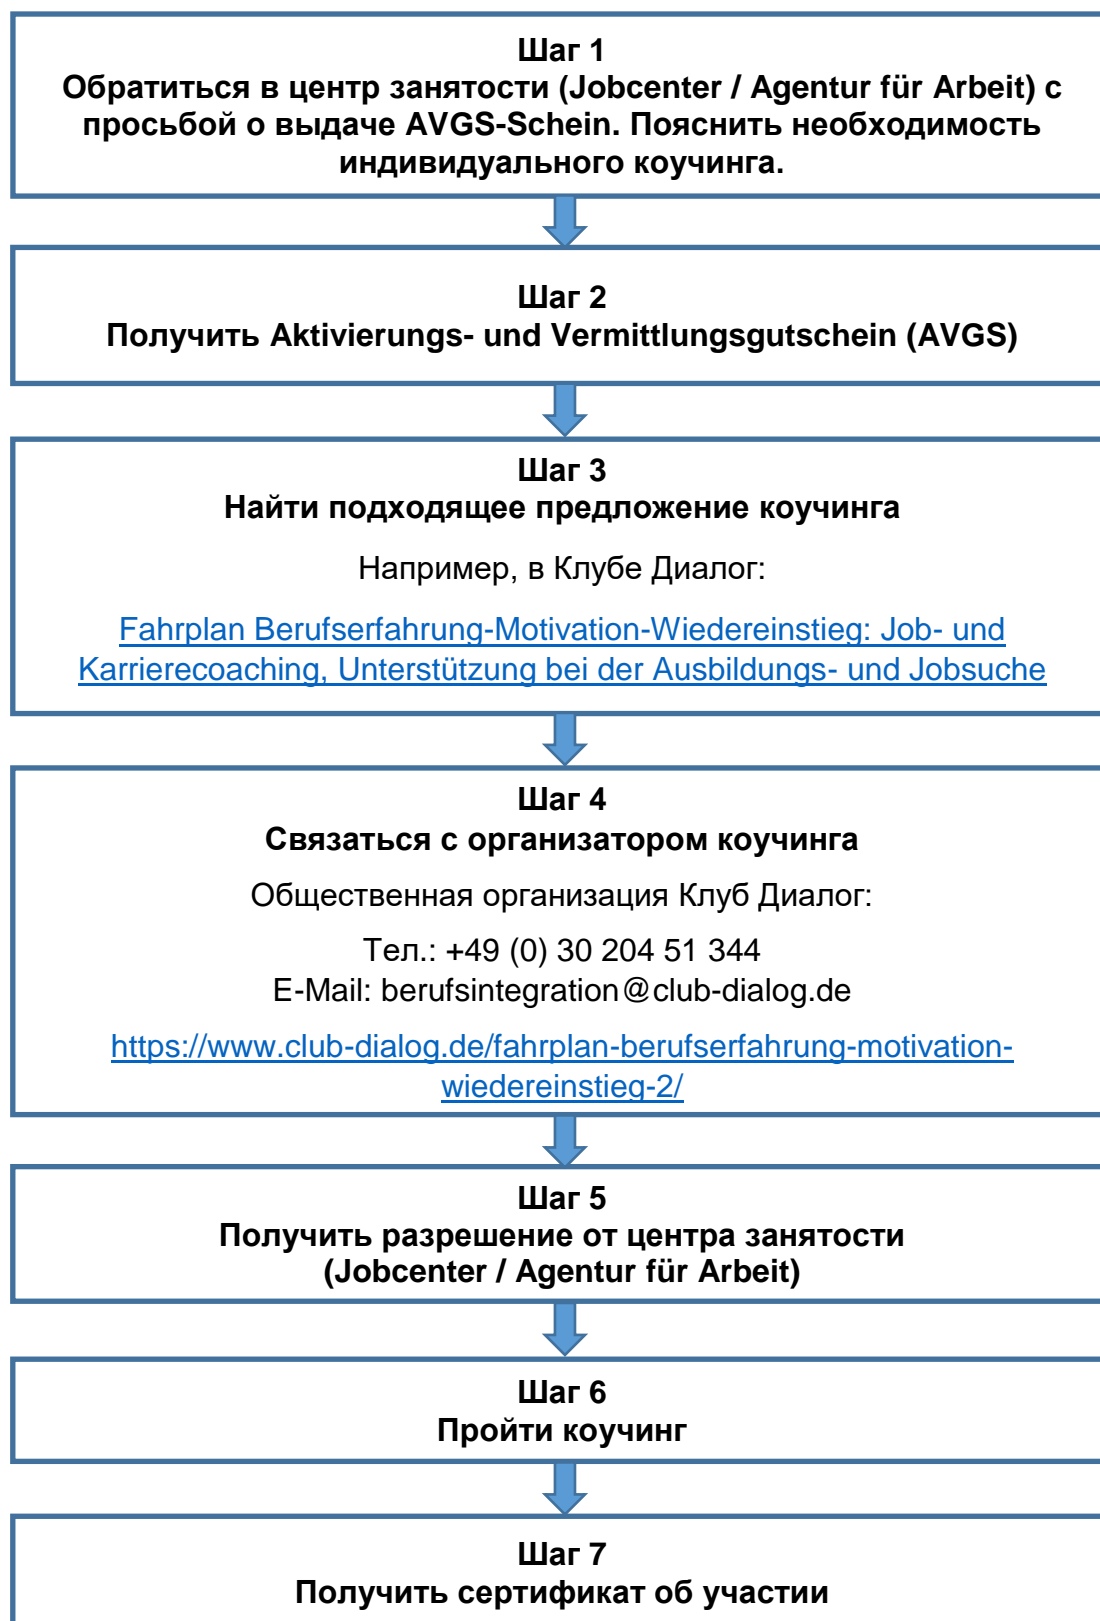 Шаг 1
Обратиться в центр занятости (Jobcenter / Agentur für Arbeit) с
просьбой о выдаче AVGS-Schein. Пояснить необходимость
индивидуального коучинга.
Шаг 2
Получить Aktivierungs- und Vermittlungsgutschein (AVGS)
Шаг 3
Найти подходящее предложение коучинга
Например, в Клубе Диалог:
Fahrplan Berufserfahrung-Motivation-Wiedereinstieg: Job- und
Karrierecoaching, Unterstützung bei der Ausbildungs- und Jobsuche
Шаг 4
Связаться с организатором коучинга
Общественная организация Клуб Диалог:
Тел.: +49 (0) 30 204 51 344
E-Mail: berufsintegration@club-dialog.de
https://www.club-dialog.de/fahrplan-berufserfahrung-motivation-
wiedereinstieg-2/
Шаг 5
Получить разрешение от центра занятости
(Jobcenter / Agentur für Arbeit)
Шаг 6
Пройти коучинг
Шаг 7
Получить сертификат об участии